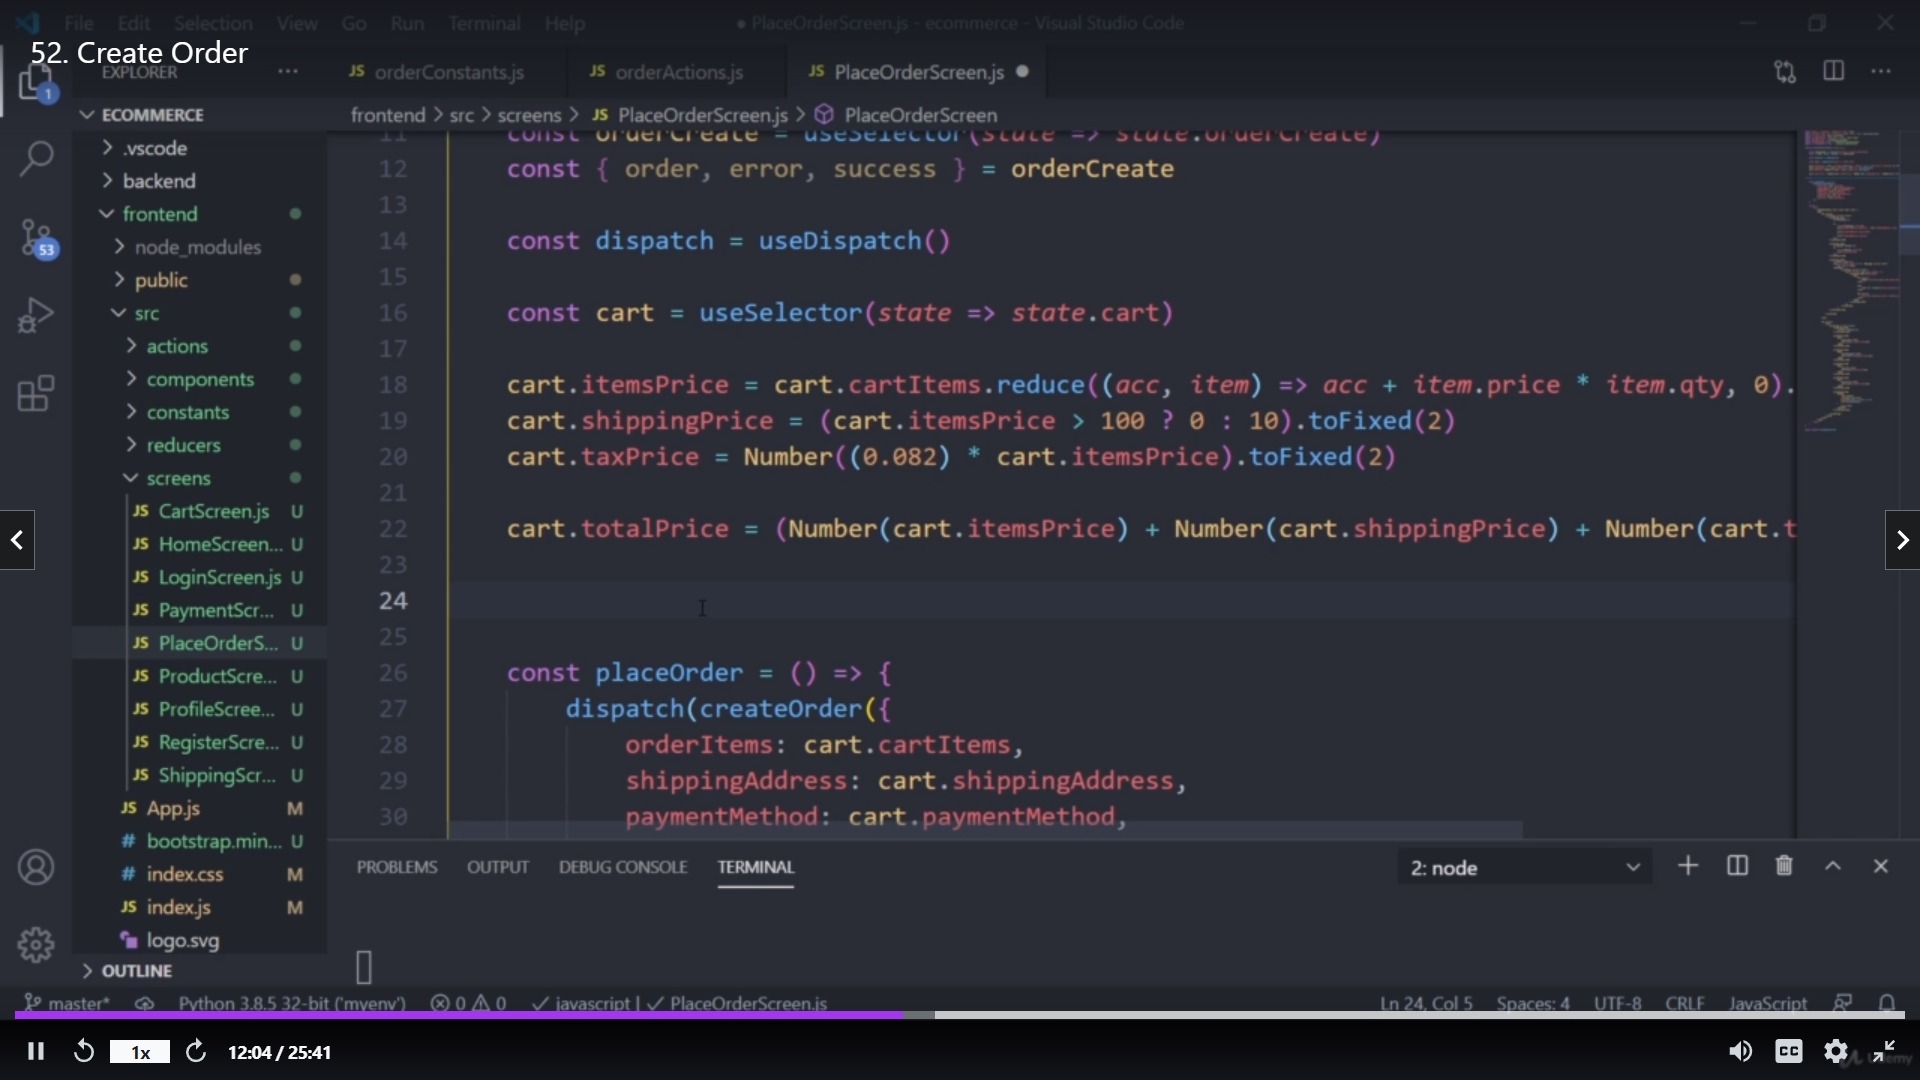 File Edit Selection View Go Run Terminal Help
● PlaceOrderScreen.js - ecommerce - Visual Studio Code
52. Create Order
EXPLORER
JS orderConstants.js
JS orderActions.js
JS PlaceOrderScreen.js ●
1
ECOMMERCE
frontend > src > screens > JS PlaceOrderScreen.js > PlaceOrderScreen
.vscode
backend
frontend
53
node_modules
public
src
actions
components
constants
reducers
screens
JS CartScreen.js U
JS HomeScreen... U
JS LoginScreen.js U
JS PaymentScr... U
JS PlaceOrderS... U
JS ProductScre... U
JS ProfileScree... U
JS RegisterScre... U
JS ShippingScr... U
JS App.js M
# bootstrap.min... U
# index.css M
JS index.js M
logo.svg
OUTLINE
11 const orderCreate = useSelector(state => state.orderCreate)
12 const { order, error, success } = orderCreate
13
14 const dispatch = useDispatch()
15
16 const cart = useSelector(state => state.cart)
17
18 cart.itemsPrice = cart.cartItems.reduce((acc, item) => acc + item.price * item.qty, 0).
19 cart.shippingPrice = (cart.itemsPrice > 100 ? 0 : 10).toFixed(2)
20 cart.taxPrice = Number((0.082) * cart.itemsPrice).toFixed(2)
21
22 cart.totalPrice = (Number(cart.itemsPrice) + Number(cart.shippingPrice) + Number(cart.t
23
24
25
26 const placeOrder = () => {
27 dispatch(createOrder({
28 orderItems: cart.cartItems,
29 shippingAddress: cart.shippingAddress,
30 paymentMethod: cart.paymentMethod,
PROBLEMS OUTPUT DEBUG CONSOLE TERMINAL
2: node
master* Python 3.8.5 32-bit ('myenv') 0 0 javascript | PlaceOrderScreen.js
Ln 24, Col 5 Spaces: 4 UTF-8 CRLF JavaScript
1x 12:04 / 25:41
CC
Udemy